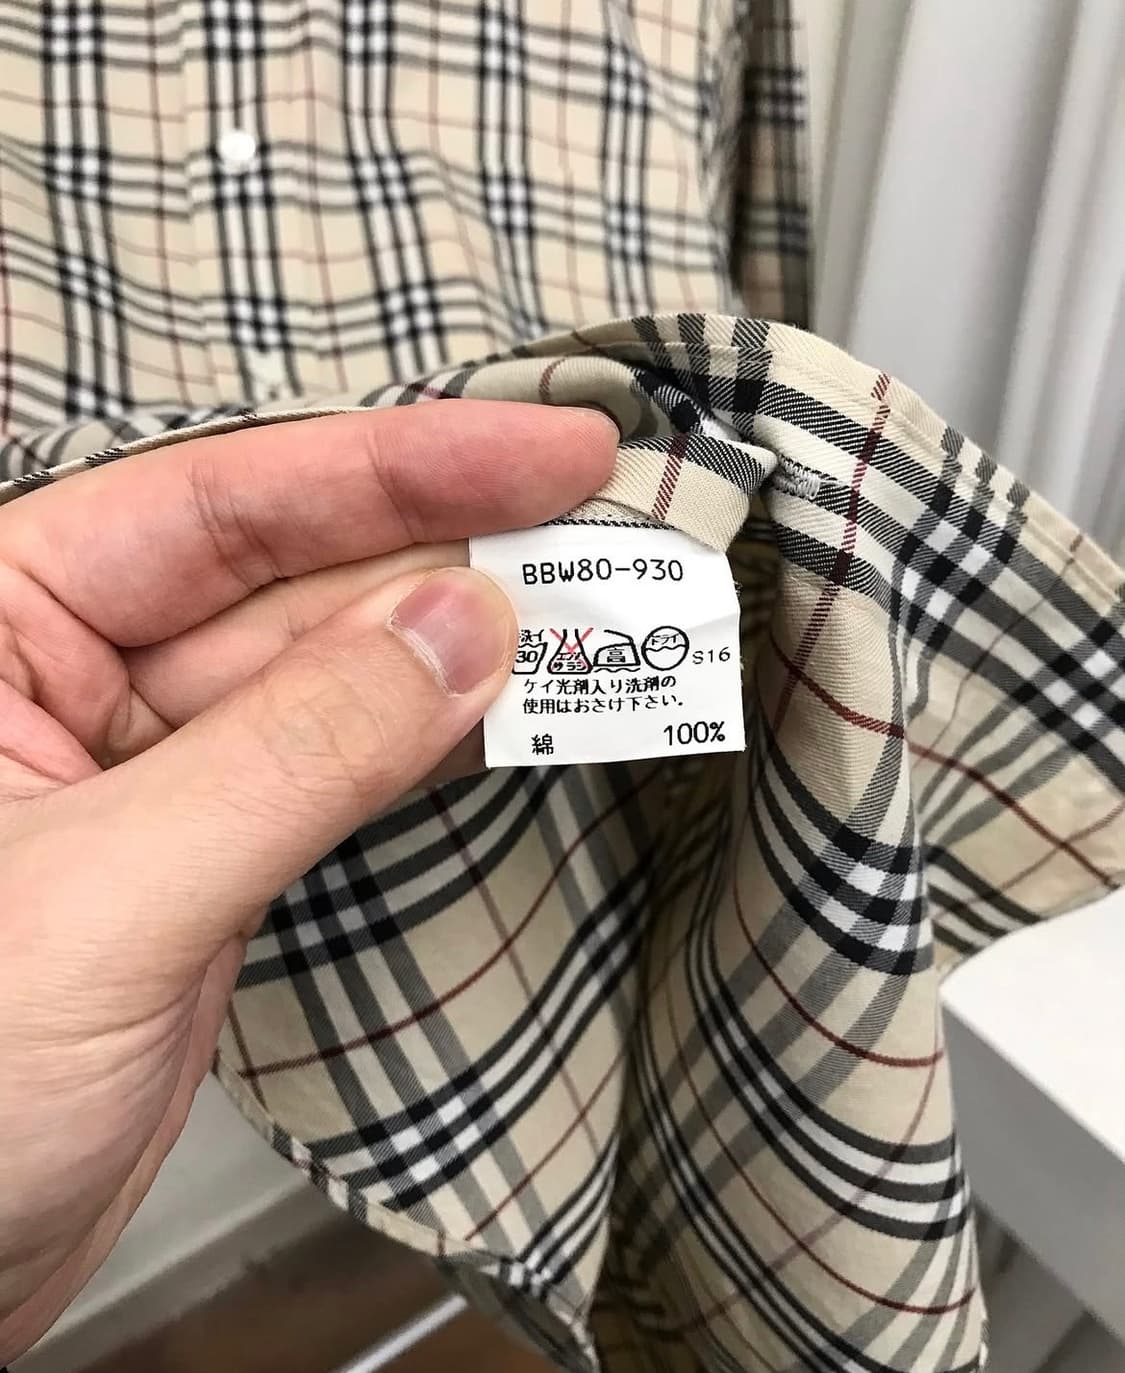 BBW80-930
洗イ 30 エンソ サラシ 高 ドライ S16
ケイ光剤入り洗剤の
使用はおさけ下さい。
綿 100%